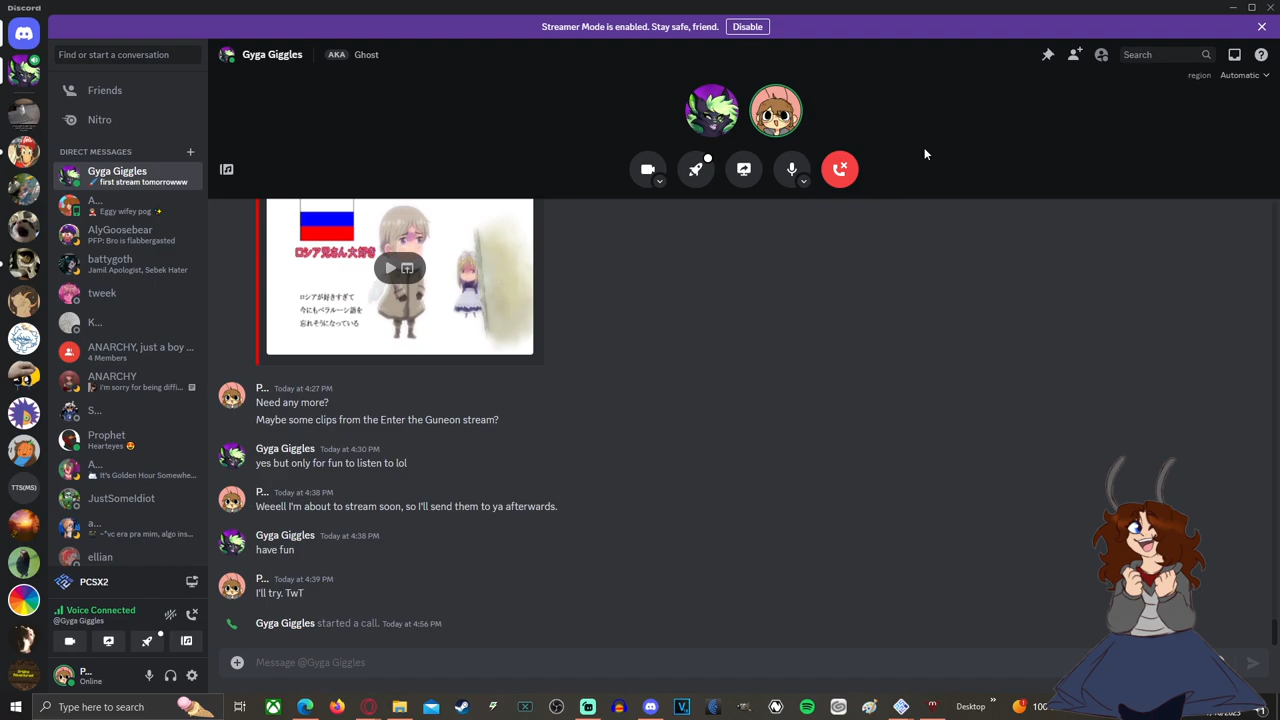 Discord
Streamer Mode is enabled. Stay safe, friend. Disable
Find or start a conversation
Gyga Giggles AKA Ghost
Search
region Automatic
Friends
Nitro
DIRECT MESSAGES
Gyga Giggles
first stream tomorrowww
A...
Eggy wifey pog
AlyGoosebear
PFP: Bro is flabbergasted
battygoth
Jamil Apologist, Sebek Hater
tweek
K...
ANARCHY, just a boy ...
4 Members
ANARCHY
i'm sorry for being diffi...
S...
Prophet
Hearteyes
A...
It's Golden Hour Somewhe...
JustSomeIdiot
a...
~°vc era pra mim, algo ins...
ellian
TTS(MS)
PCSX2
Voice Connected
@Gyga Giggles
P...
Online
ロシア兄さん大好き
ロシアが好きすぎて
今にもベラルーシ語を
忘れそうになっている
P... Today at 4:27 PM
Need any more?
Maybe some clips from the Enter the Guneon stream?
Gyga Giggles Today at 4:30 PM
yes but only for fun to listen to lol
P... Today at 4:38 PM
Weeell I'm about to stream soon, so I'll send them to ya afterwards.
Gyga Giggles Today at 4:38 PM
have fun
P... Today at 4:39 PM
I'll try. TwT
Gyga Giggles started a call. Today at 4:56 PM
Message @Gyga Giggles
Type here to search
Desktop